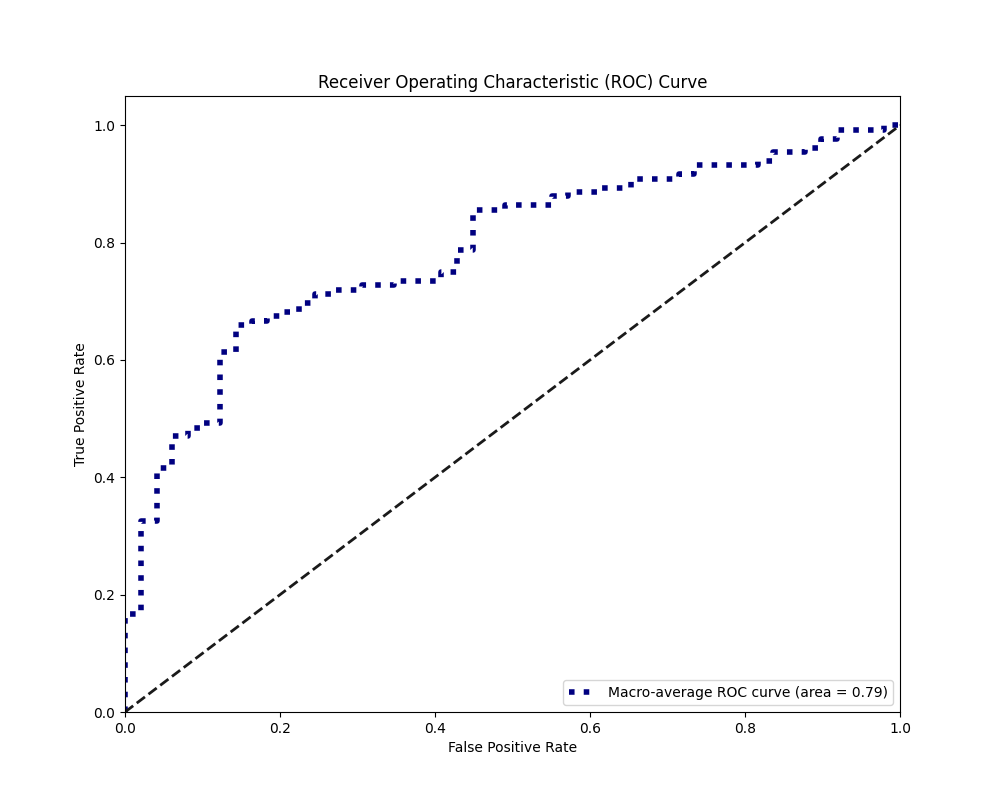 Receiver Operating Characteristic (ROC) Curve
1.0
0.8
0.6
0.4
0.2
0.0
True Positive Rate
0.0 0.2 0.4 0.6 0.8 1.0
False Positive Rate
Macro-average ROC curve (area = 0.79)